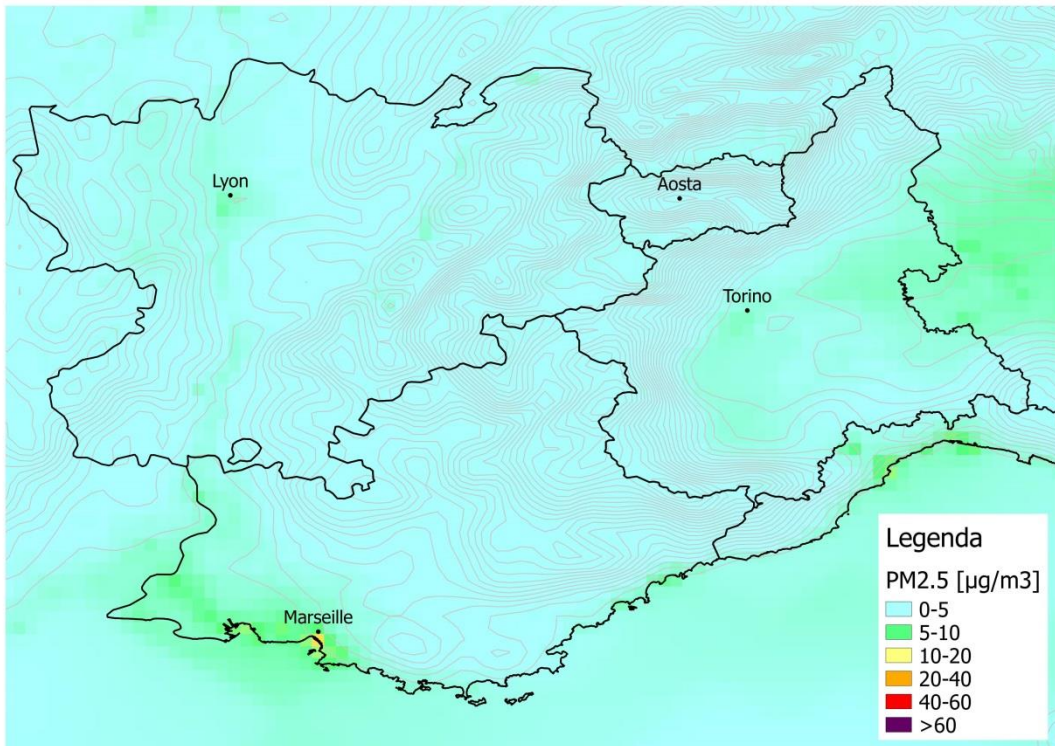 Lyon
Aosta
Torino
Marseille
Legenda
PM2.5 [µg/m3]
0-5
5-10
10-20
20-40
40-60
>60